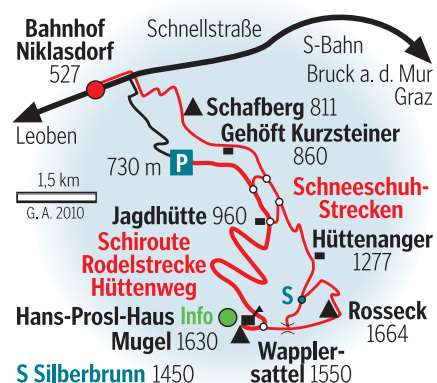 Bahnhof
Niklasdorf
527
Schnellstraße
S-Bahn
Bruck a. d. Mur
Graz
Leoben
Schafberg 811
Gehöft Kurzsteiner
860
730 m P
1,5 km
G. A. 2010
Schneeschuh-
Strecken
Jagdhütte 960
Schiroute
Rodelstrecke
Hüttenweg
Hüttenanger
1277
S
Hans-Prosl-Haus Info
Mugel 1630
Rosseck
1664
Wappler-
sattel 1550
S Silberbrunn 1450